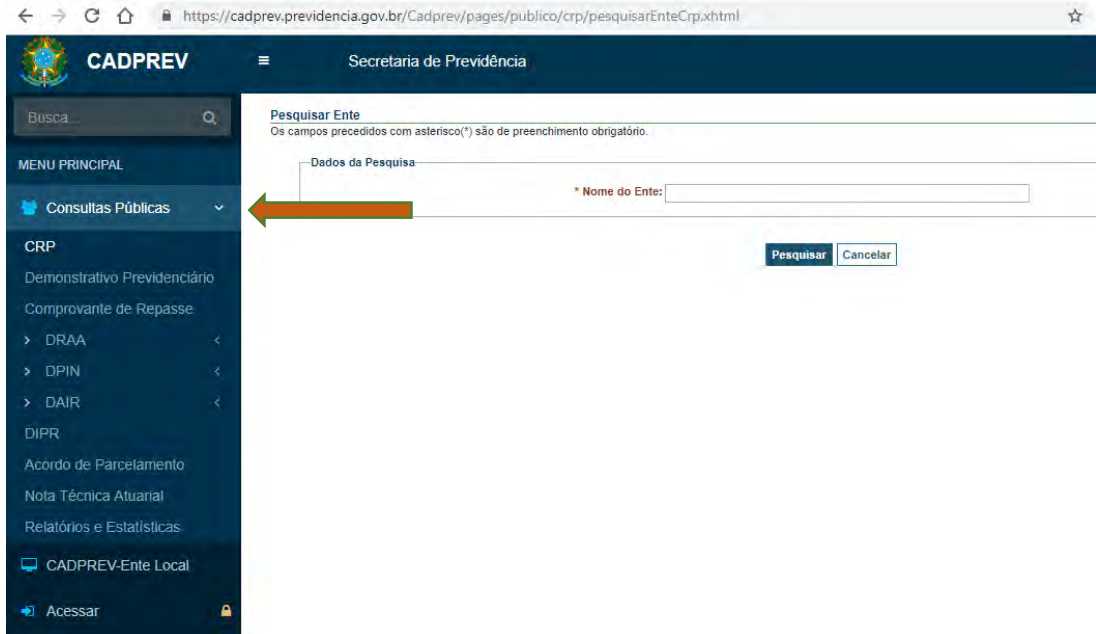 https://cadprev.previdencia.gov.br/Cadprev/pages/publico/crp/pesquisarEnteCrp.xhtml
CADPREV
Secretaria de Previdência
Busca...
MENU PRINCIPAL
Consultas Públicas
CRP
Demonstrativo Previdenciário
Comprovante de Repasse
DRAA
DPIN
DAIR
DIPR
Acordo de Parcelamento
Nota Técnica Atuarial
Relatórios e Estatísticas
CADPREV-Ente Local
Acessar
Pesquisar Ente
Os campos precedidos com asterisco(*) são de preenchimento obrigatório.
Dados da Pesquisa
* Nome do Ente:
Pesquisar Cancelar